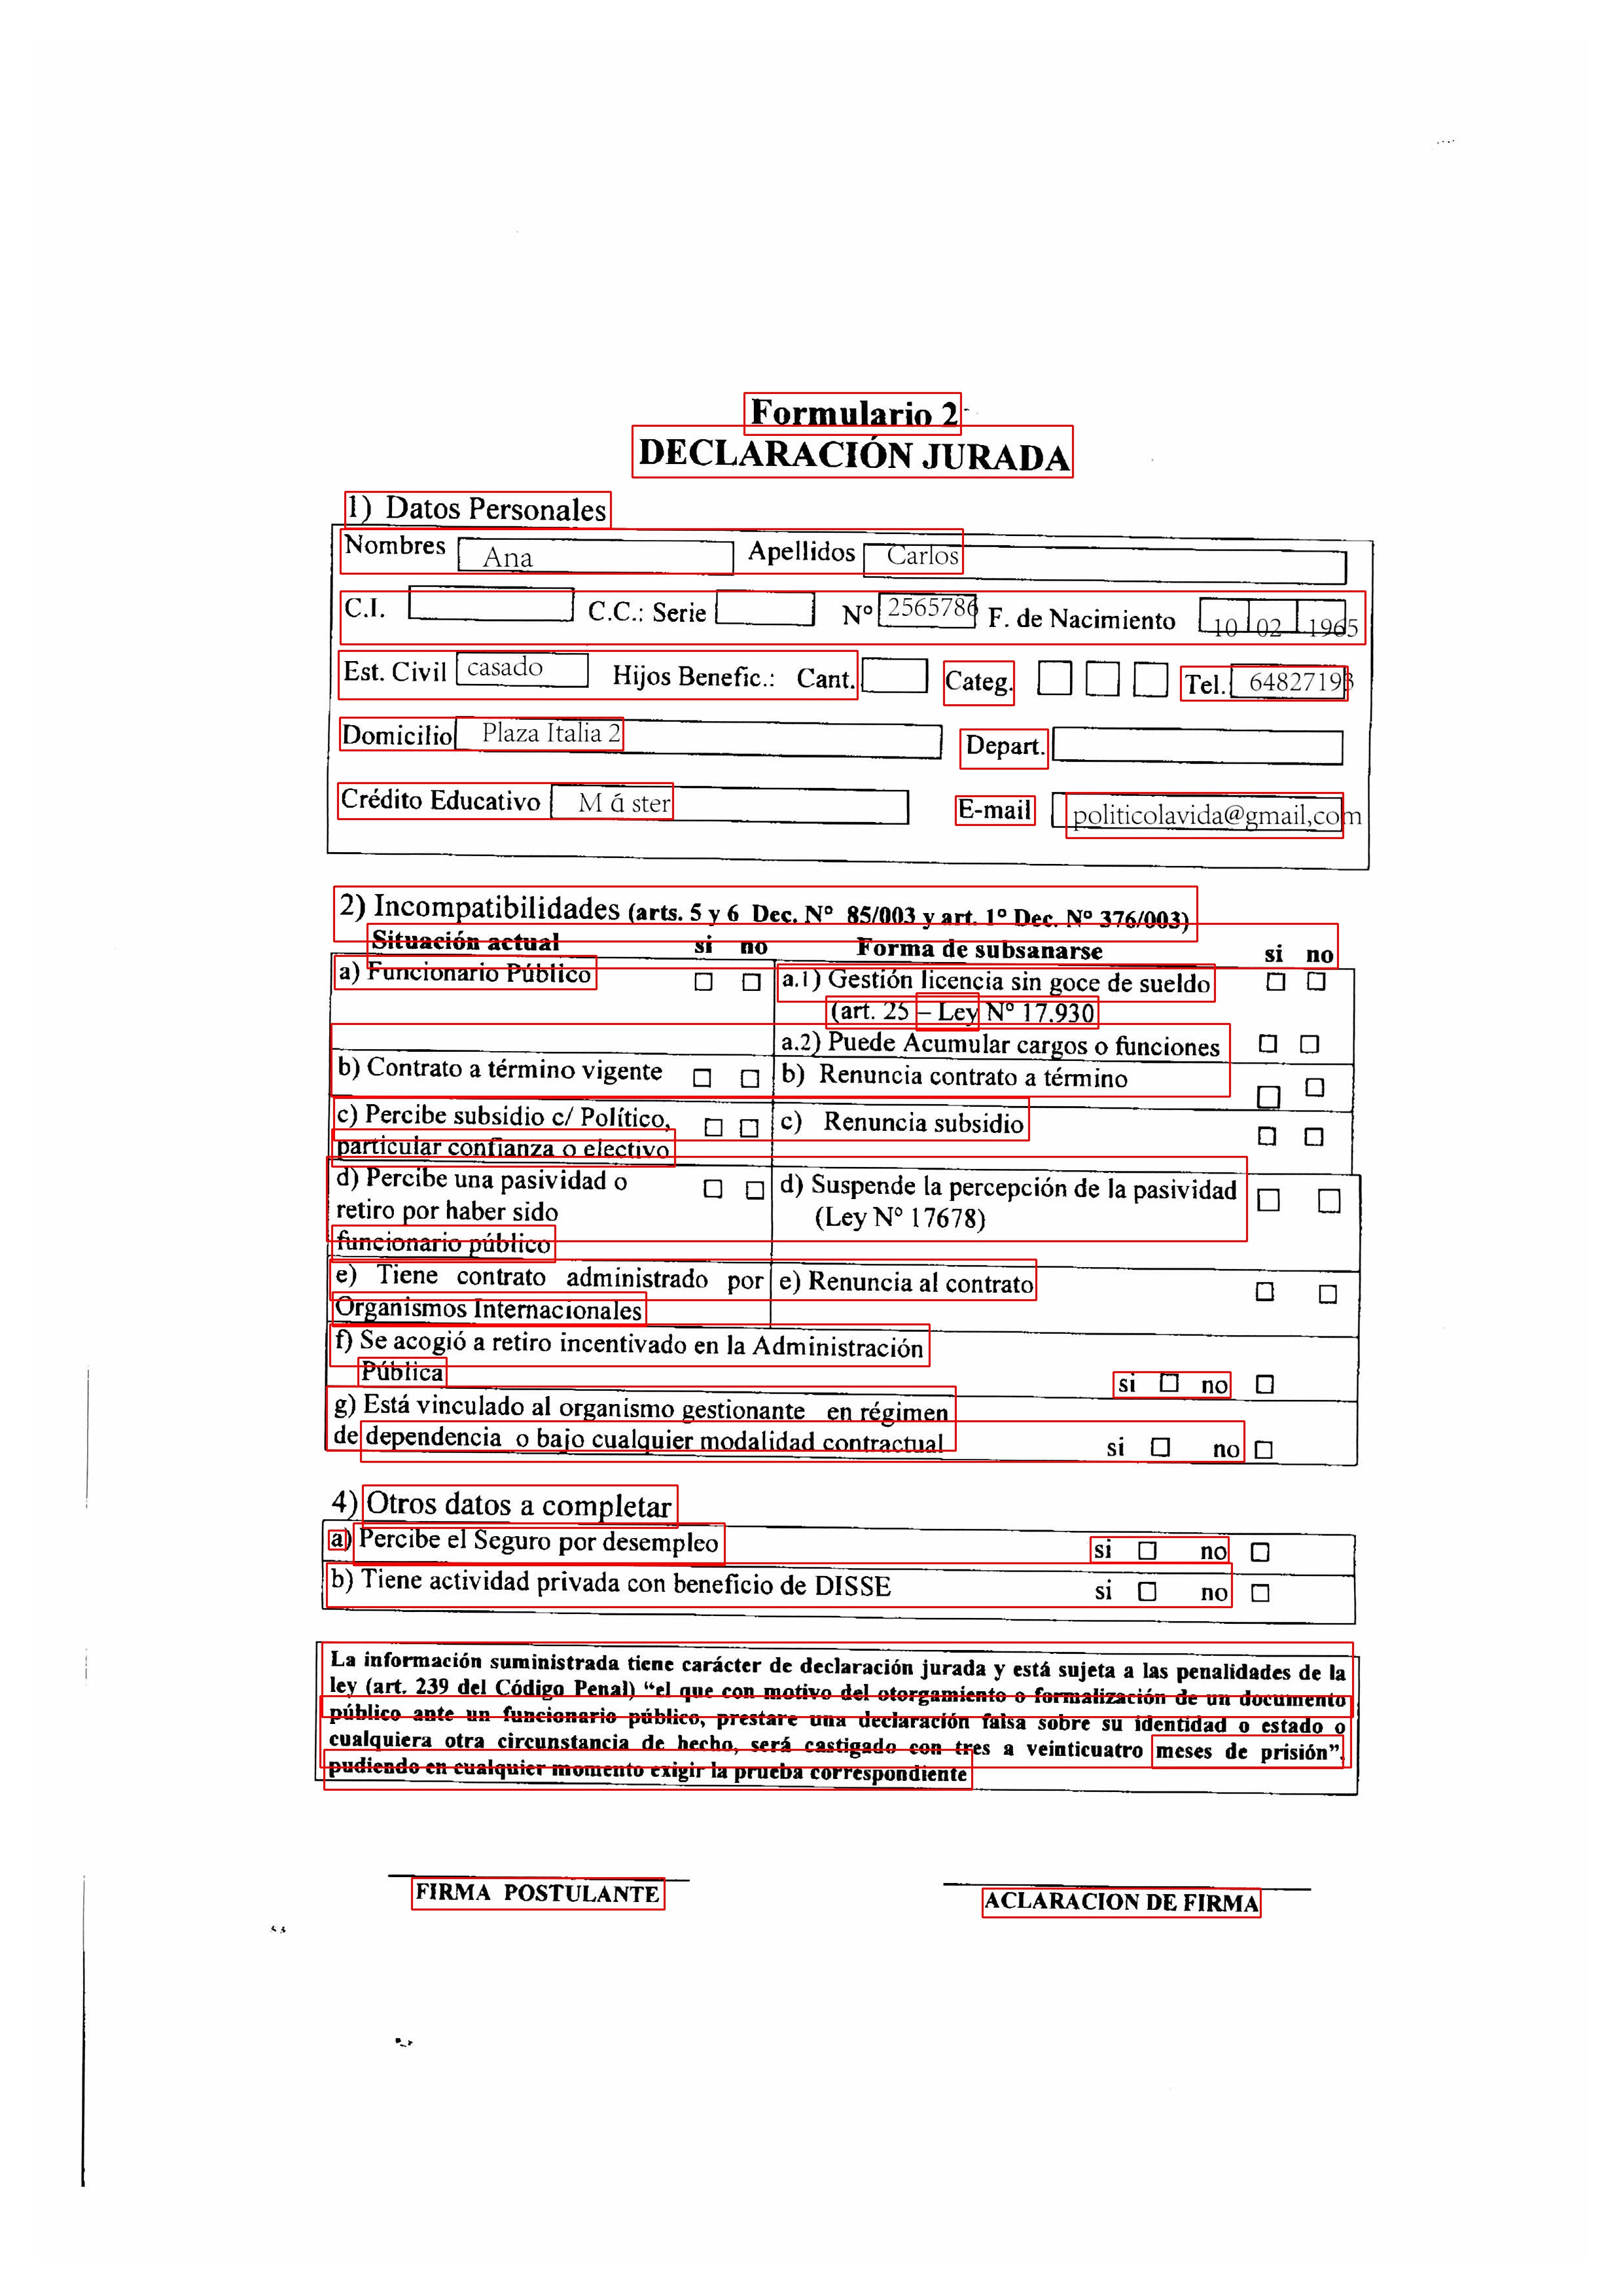 Formulario 2
DECLARACIÓN JURADA
1) Datos Personales
Nombres Ana Apellidos Carlos
C.I. C.C.: Serie Nº 2565786 F. de Nacimiento 10 02 1965
Est. Civil casado Hijos Benefic.: Cant. Categ. Tel. 64827193
Domicilio Plaza Italia 2 Depart.
Crédito Educativo M á ster E-mail politicolavida@gmail,com
2) Incompatibilidades (arts. 5 y 6 Dec. Nº 85/003 y art. 1º Dec. Nº 376/003)
Situación actual si no Forma de subsanarse si no
a) Funcionario Público a.1) Gestión licencia sin goce de sueldo
(art. 25 – Ley Nº 17.930
a.2) Puede Acumular cargos o funciones
b) Contrato a término vigente b) Renuncia contrato a término
c) Percibe subsidio c/ Político, c) Renuncia subsidio
particular confianza o electivo
d) Percibe una pasividad o d) Suspende la percepción de la pasividad
retiro por haber sido (Ley Nº 17678)
funcionario público
e) Tiene contrato administrado por e) Renuncia al contrato
Organismos Internacionales
f) Se acogió a retiro incentivado en la Administración
Pública si no
g) Está vinculado al organismo gestionante en régimen
de dependencia o bajo cualquier modalidad contractual si no
4) Otros datos a completar
a) Percibe el Seguro por desempleo si no
b) Tiene actividad privada con beneficio de DISSE si no
La información suministrada tiene carácter de declaración jurada y está sujeta a las penalidades de la
ley (art. 239 del Código Penal) “el que con motivo del otorgamiento o formalización de un documento
público ante un funcionario público, prestare una declaración falsa sobre su identidad o estado o
cualquiera otra circunstancia de hecho, será castigado con tres a veinticuatro meses de prisión”,
pudiendo en cualquier momento exigir la prueba correspondiente
FIRMA POSTULANTE ACLARACION DE FIRMA